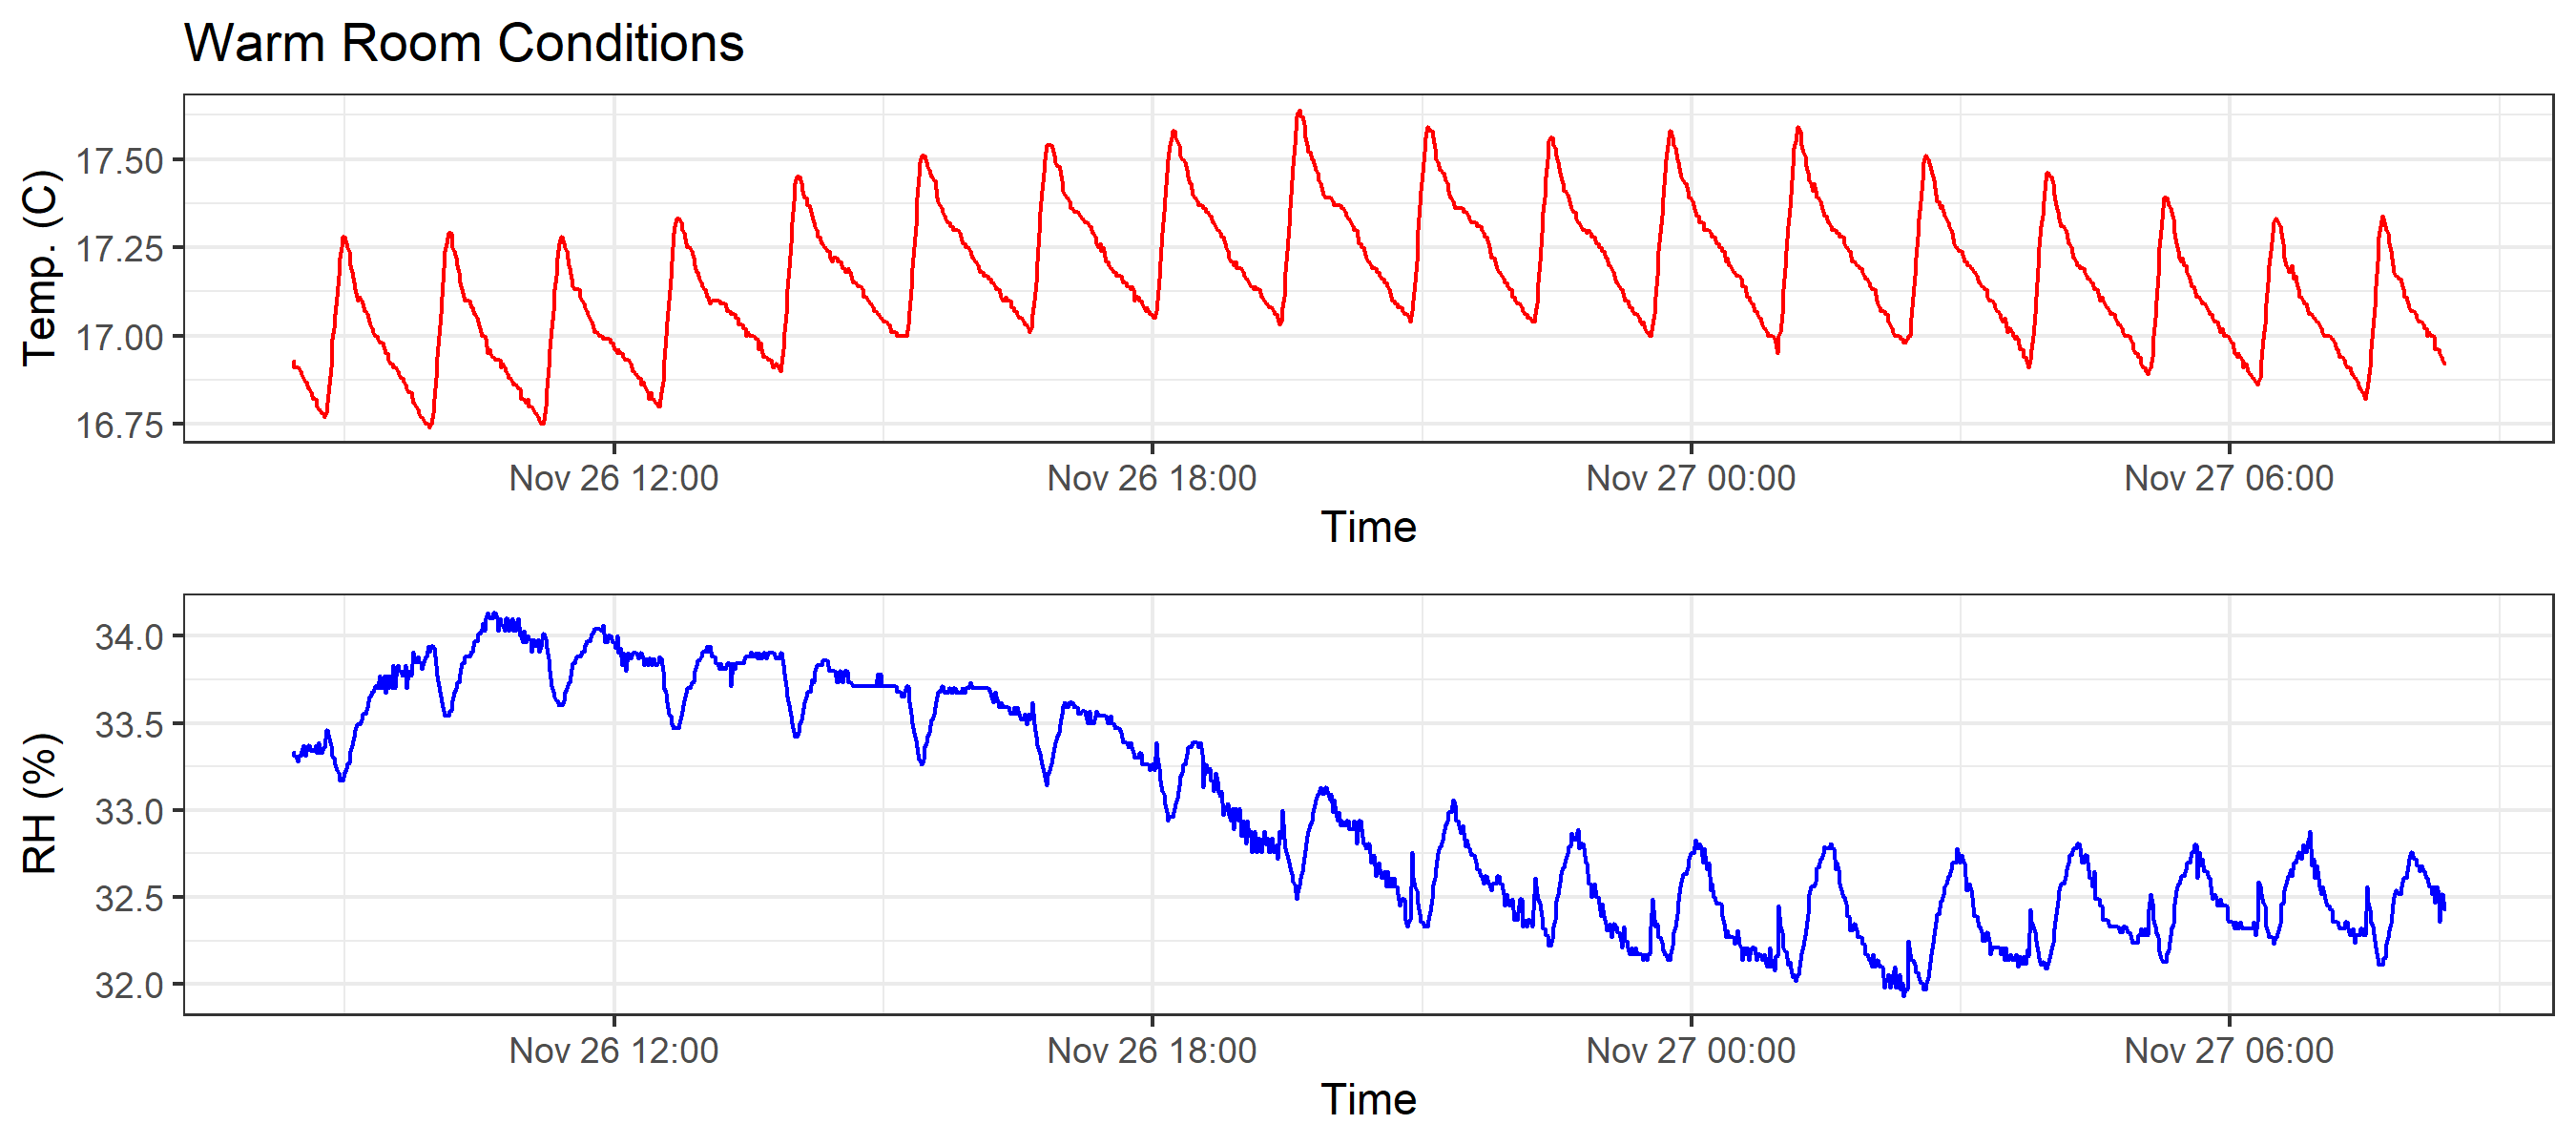 Warm Room Conditions
Temp. (C)
17.50
17.25
17.00
16.75
Nov 26 12:00 Nov 26 18:00 Nov 27 00:00 Nov 27 06:00
Time
RH (%)
34.0
33.5
33.0
32.5
32.0
Nov 26 12:00 Nov 26 18:00 Nov 27 00:00 Nov 27 06:00
Time